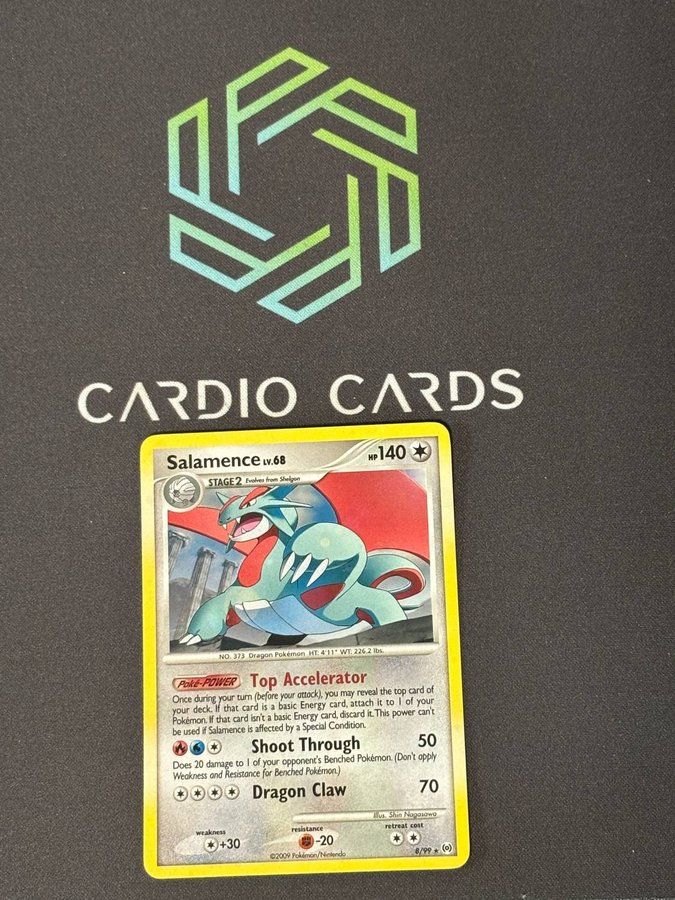 CARDIO CARDS
Salamence LV.68 HP 140
STAGE 2 Evolves from Shelgon
NO. 373 Dragon Pokémon HT: 4'11" WT: 226.2 lbs.
Poké-POWER Top Accelerator
Once during your turn (before your attack), you may reveal the top card
of your deck. If that card is a basic Energy card, attach it to 1 of your
Pokémon. If that card isn't a basic Energy card, discard it. This power can't
be used if Salamence is affected by a Special Condition.
Shoot Through 50
Does 20 damage to 1 of your opponent's Benched Pokémon. (Don't apply
Weakness and Resistance for Benched Pokémon.)
Dragon Claw 70
Illus. Shin Nagasawa
weakness resistance retreat cost
+30 -20
©2009 Pokémon/Nintendo 8/99 ★